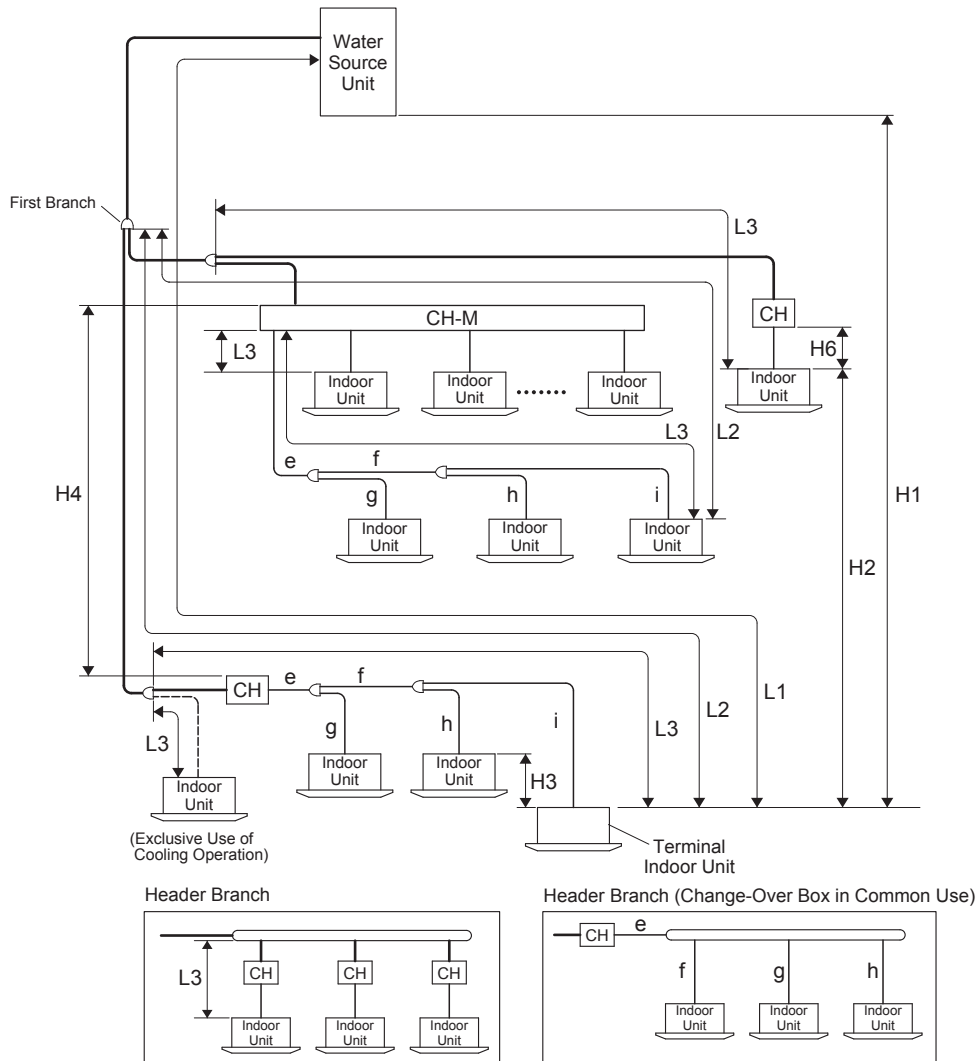 Water
Source
Unit
First Branch
L3
CH
CH-M
H6
L3
Indoor
Unit
Indoor
Unit
Indoor
Unit
Indoor
Unit
L3
L2
e
f
H4
g
h
i
H1
Indoor
Unit
Indoor
Unit
Indoor
Unit
H2
CH
e
f
L1
L2
L3
g
h
i
L3
H3
Indoor
Unit
Indoor
Unit
Indoor
Unit
(Exclusive Use of
Cooling Operation)
Terminal
Indoor Unit
Header Branch
CH
CH
CH
L3
Indoor
Unit
Indoor
Unit
Indoor
Unit
Header Branch (Change-Over Box in Common Use)
CH
e
f
g
h
Indoor
Unit
Indoor
Unit
Indoor
Unit